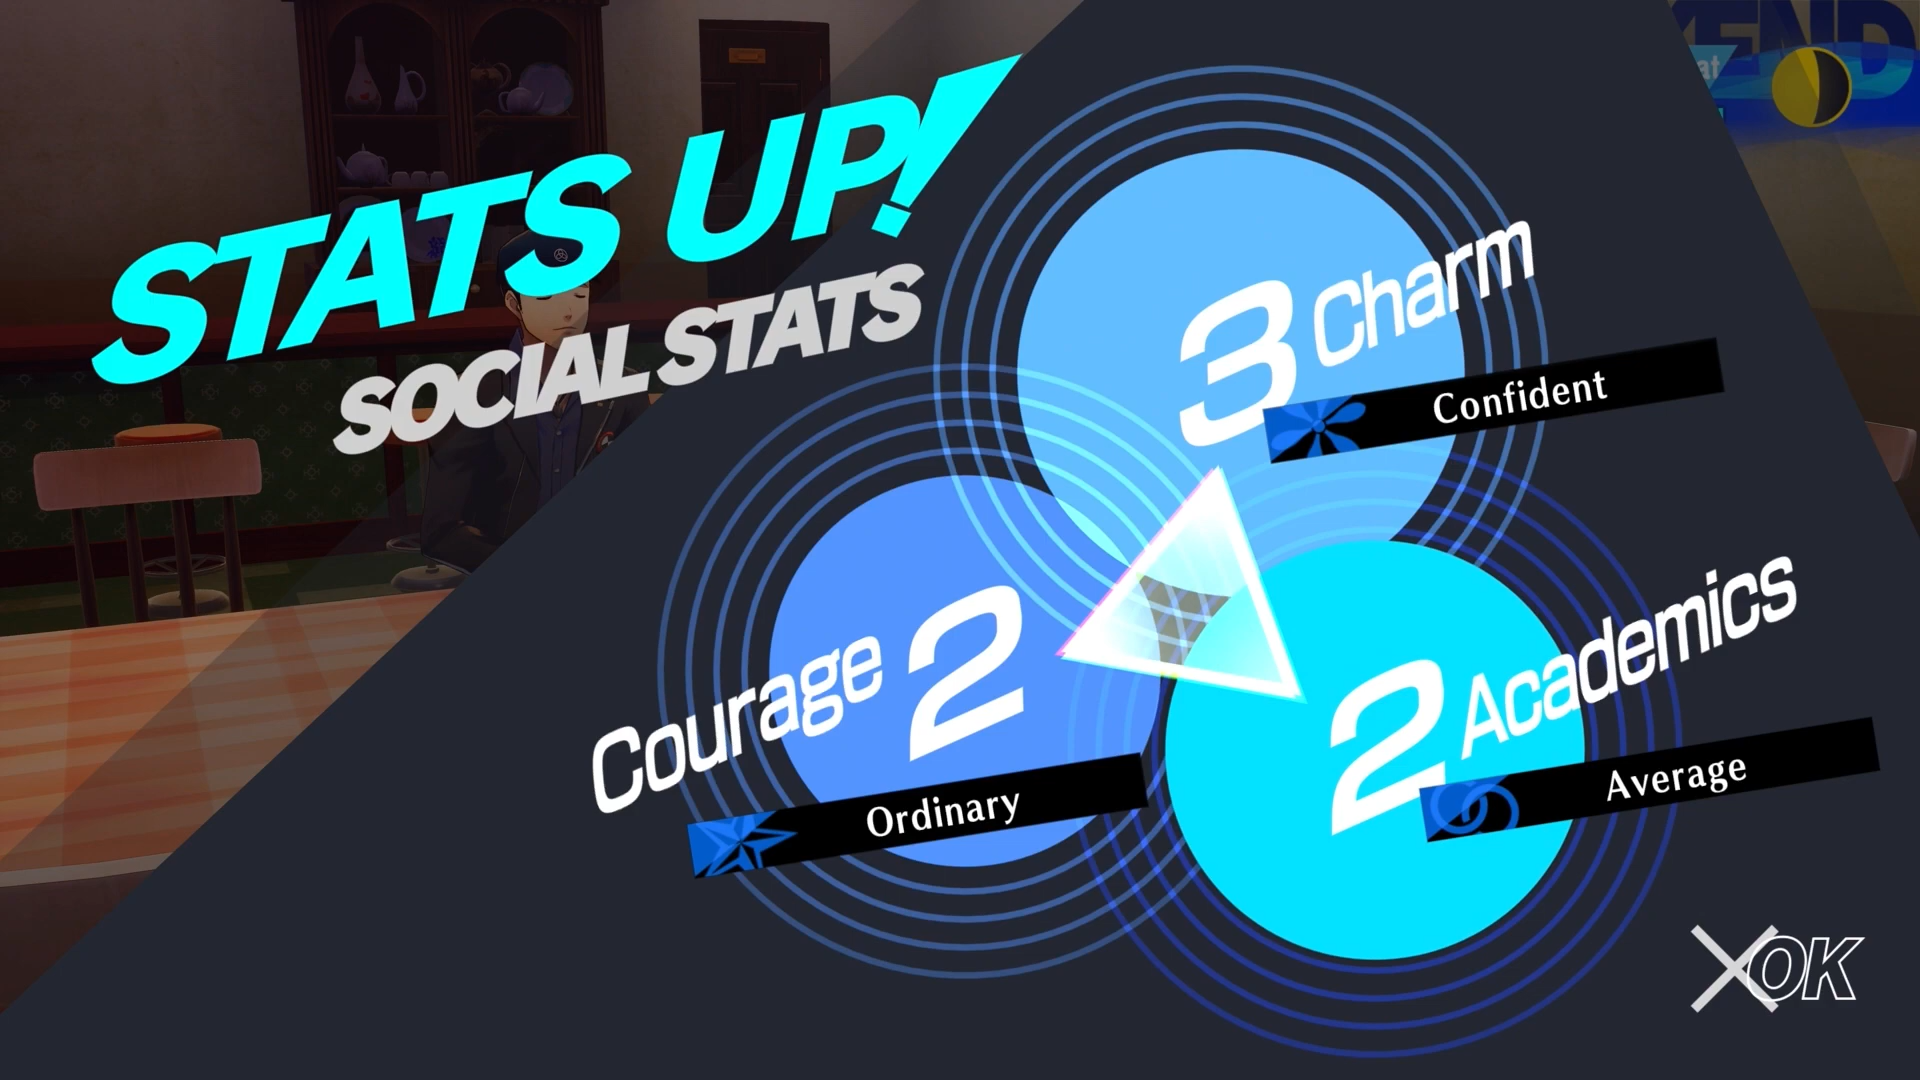 STATS UP!
SOCIAL STATS
3 Charm
Confident
Courage 2
Ordinary
2 Academics
Average
OK